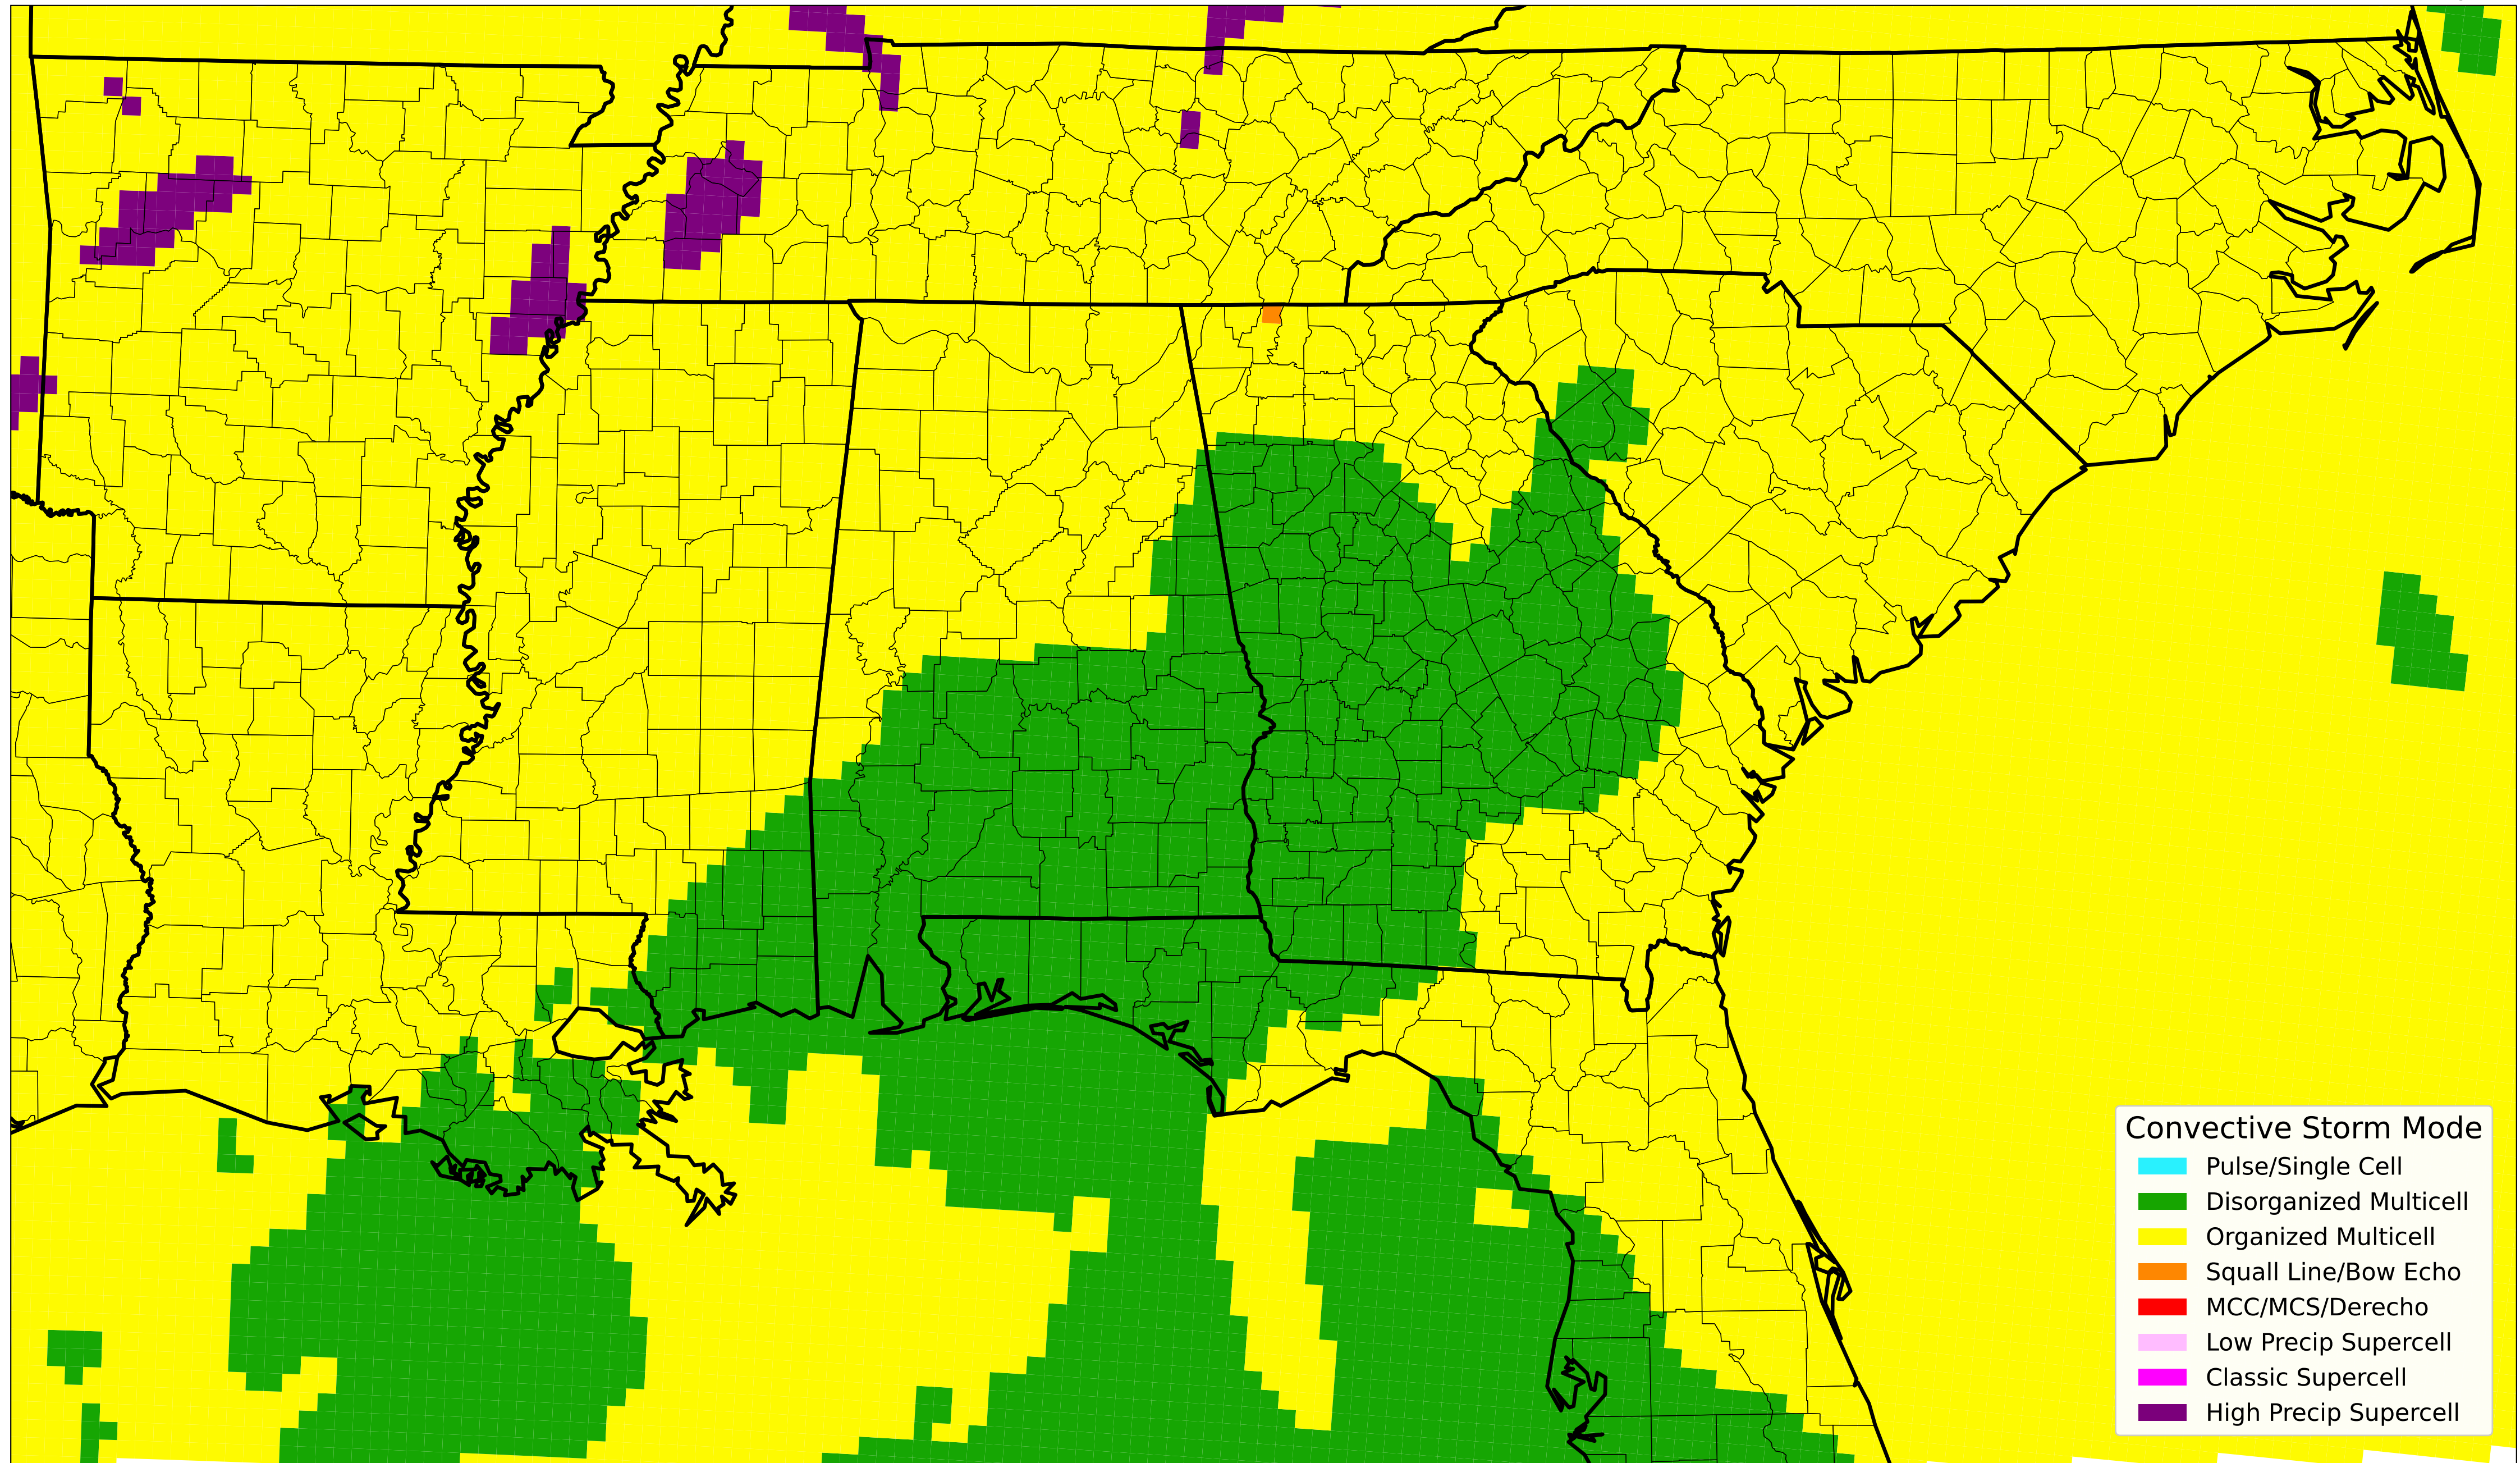 Convective Storm Mode
Pulse/Single Cell
Disorganized Multicell
Organized Multicell
Squall Line/Bow Echo
MCC/MCS/Derecho
Low Precip Supercell
Classic Supercell
High Precip Supercell